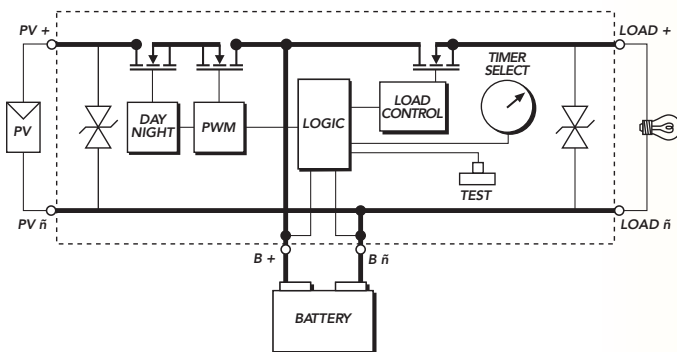 PV +
LOAD +
TIMER
SELECT
PV
DAY
NIGHT
PWM
LOGIC
LOAD
CONTROL
TEST
PV ñ
LOAD ñ
B +
B ñ
BATTERY